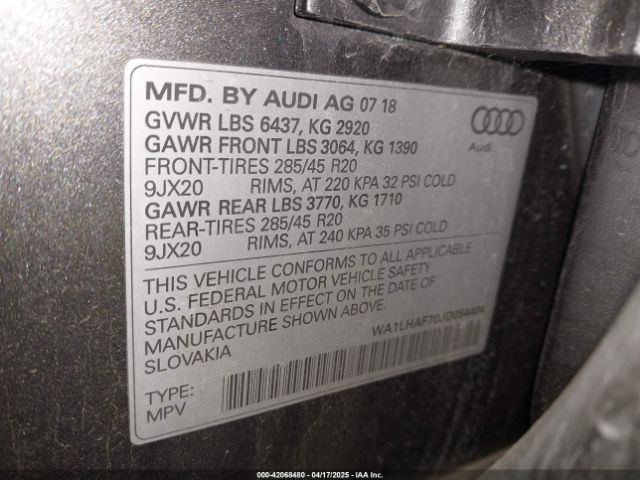 MFD. BY AUDI AG 07 18
GVWR LBS 6437, KG 2920
GAWR FRONT LBS 3064, KG 1390
FRONT-TIRES 285/45 R20
9JX20 RIMS, AT 220 KPA 32 PSI COLD
GAWR REAR LBS 3770, KG 1710
REAR-TIRES 285/45 R20
9JX20 RIMS, AT 240 KPA 35 PSI COLD
Audi
THIS VEHICLE CONFORMS TO ALL APPLICABLE
U.S. FEDERAL MOTOR VEHICLE SAFETY
STANDARDS IN EFFECT ON THE DATE OF
MANUFACTURE SHOWN ABOVE.
SLOVAKIA
WA1LHAF70JD054404
TYPE:
MPV
000-42068480 - 04/17/2025 - IAA Inc.